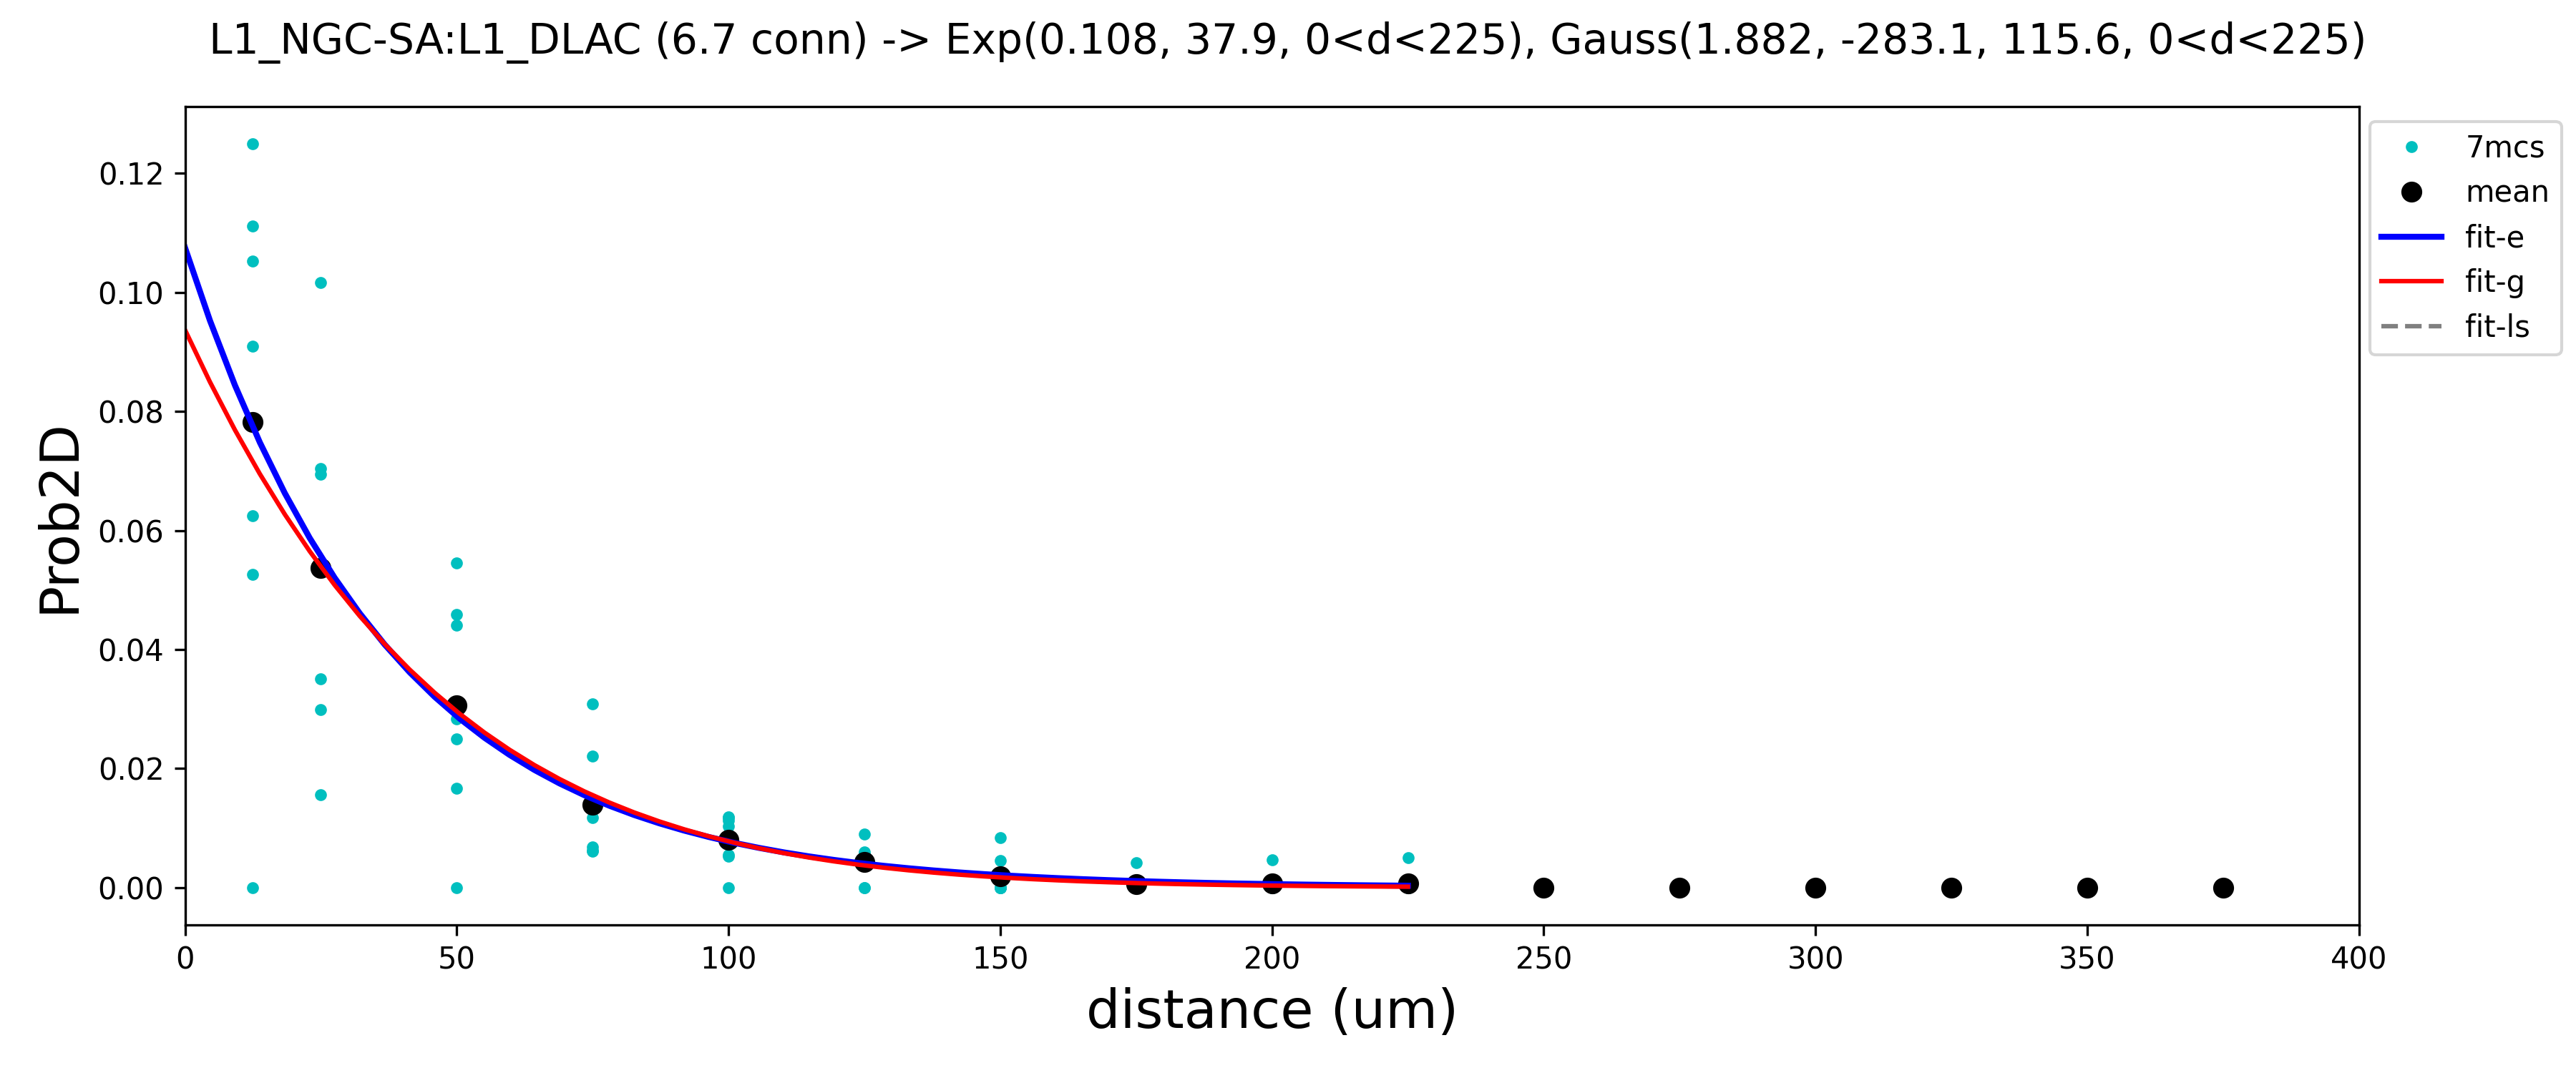 L1_NGC-SA:L1_DLAC (6.7 conn) -> Exp(0.108, 37.9, 0<d<225), Gauss(1.882, -283.1, 115.6, 0<d<225)
7mcs
mean
fit-e
fit-g
fit-ls
Prob2D
0.12
0.10
0.08
0.06
0.04
0.02
0.00
0 50 100 150 200 250 300 350 400
distance (um)